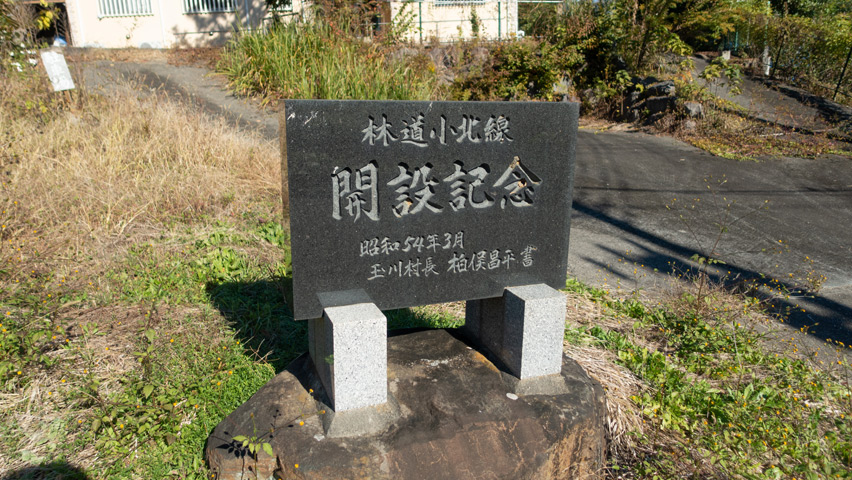 林道小北線
開設記念
昭和54年3月
玉川村長 柏俣昌平書